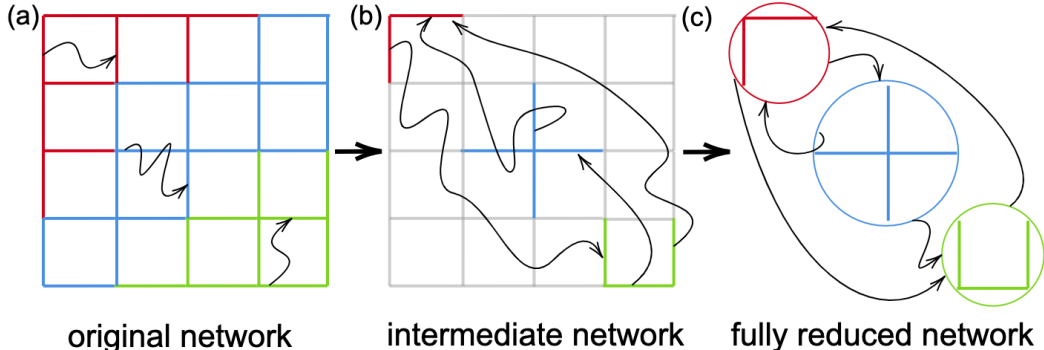 (a)
(b)
(c)
original network
intermediate network
fully reduced network